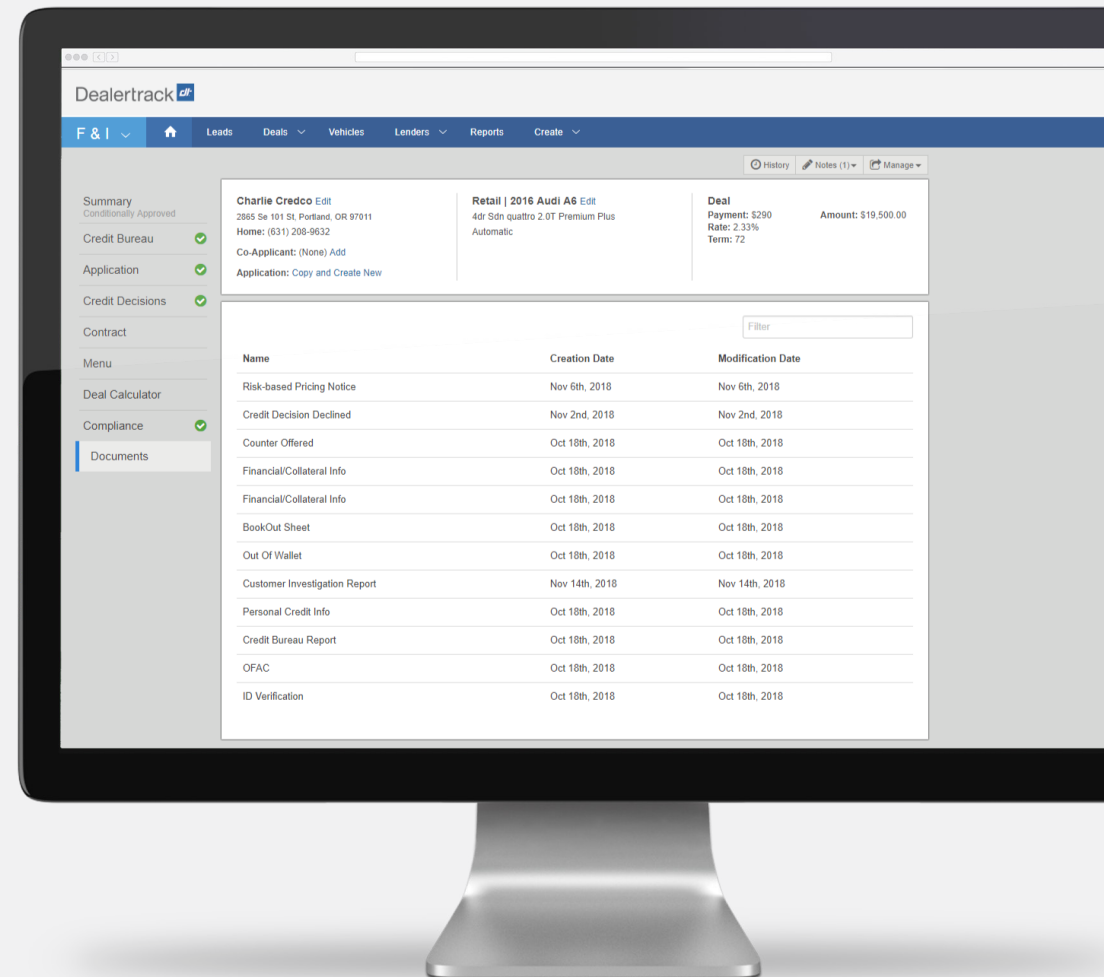 Dealertrack dt
F & I
Leads Deals Vehicles Lenders Reports Create
History Notes (1) Manage
Summary
Conditionally Approved
Credit Bureau
Application
Credit Decisions
Contract
Menu
Deal Calculator
Compliance
Documents
Charlie Credco Edit
2865 Se 101 St, Portland, OR 97011
Home: (631) 208-9632
Co-Applicant: (None) Add
Application: Copy and Create New
Retail | 2016 Audi A6 Edit
4dr Sdn quattro 2.0T Premium Plus
Automatic
Deal
Payment: $290 Amount: $19,500.00
Rate: 2.33%
Term: 72
Filter
Name Creation Date Modification Date
Risk-based Pricing Notice Nov 6th, 2018 Nov 6th, 2018
Credit Decision Declined Nov 2nd, 2018 Nov 2nd, 2018
Counter Offered Oct 18th, 2018 Oct 18th, 2018
Financial/Collateral Info Oct 18th, 2018 Oct 18th, 2018
Financial/Collateral Info Oct 18th, 2018 Oct 18th, 2018
BookOut Sheet Oct 18th, 2018 Oct 18th, 2018
Out Of Wallet Oct 18th, 2018 Oct 18th, 2018
Customer Investigation Report Nov 14th, 2018 Nov 14th, 2018
Personal Credit Info Oct 18th, 2018 Oct 18th, 2018
Credit Bureau Report Oct 18th, 2018 Oct 18th, 2018
OFAC Oct 18th, 2018 Oct 18th, 2018
ID Verification Oct 18th, 2018 Oct 18th, 2018